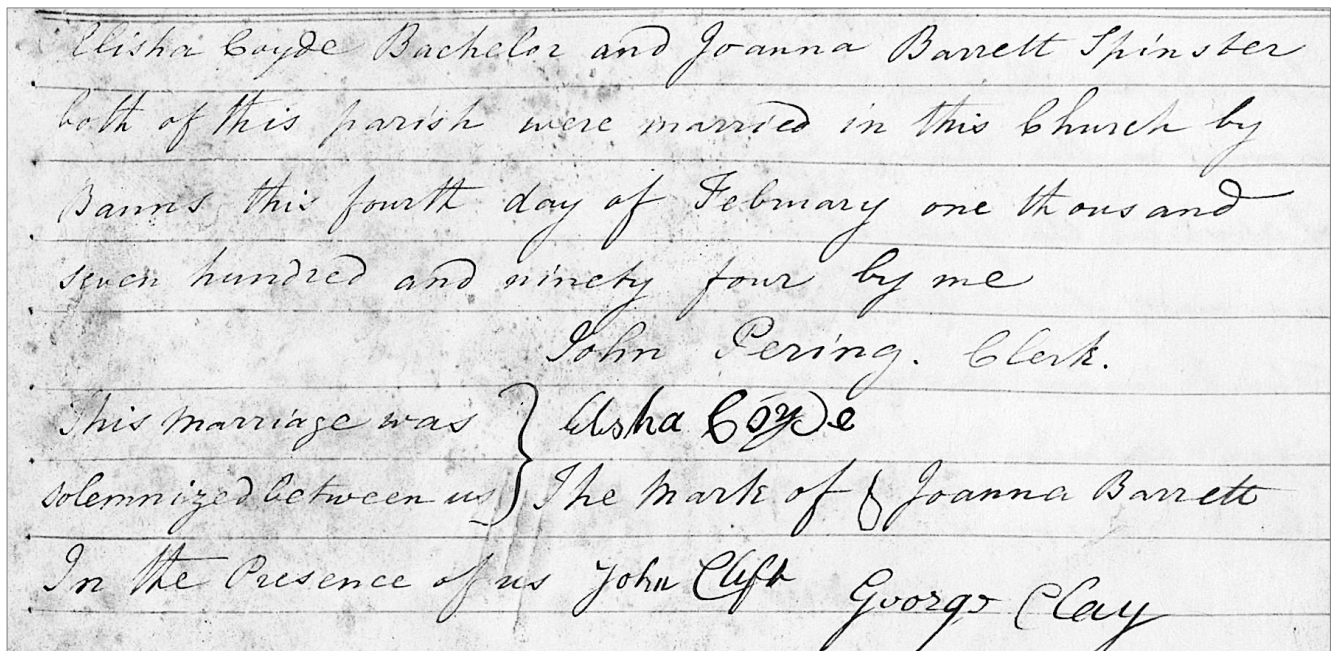 Elisha Coyde Bachelor and Joanna Barrett Spinster
both of this parish were married in this Church by
Banns this fourth day of February one thousand
seven hundred and ninety four by me
John Pering. Clerk.
This Marriage was } Elisha Coyde
solemnized between us } The Mark of Joanna Barrett
In the Presence of us John Clift George Clay